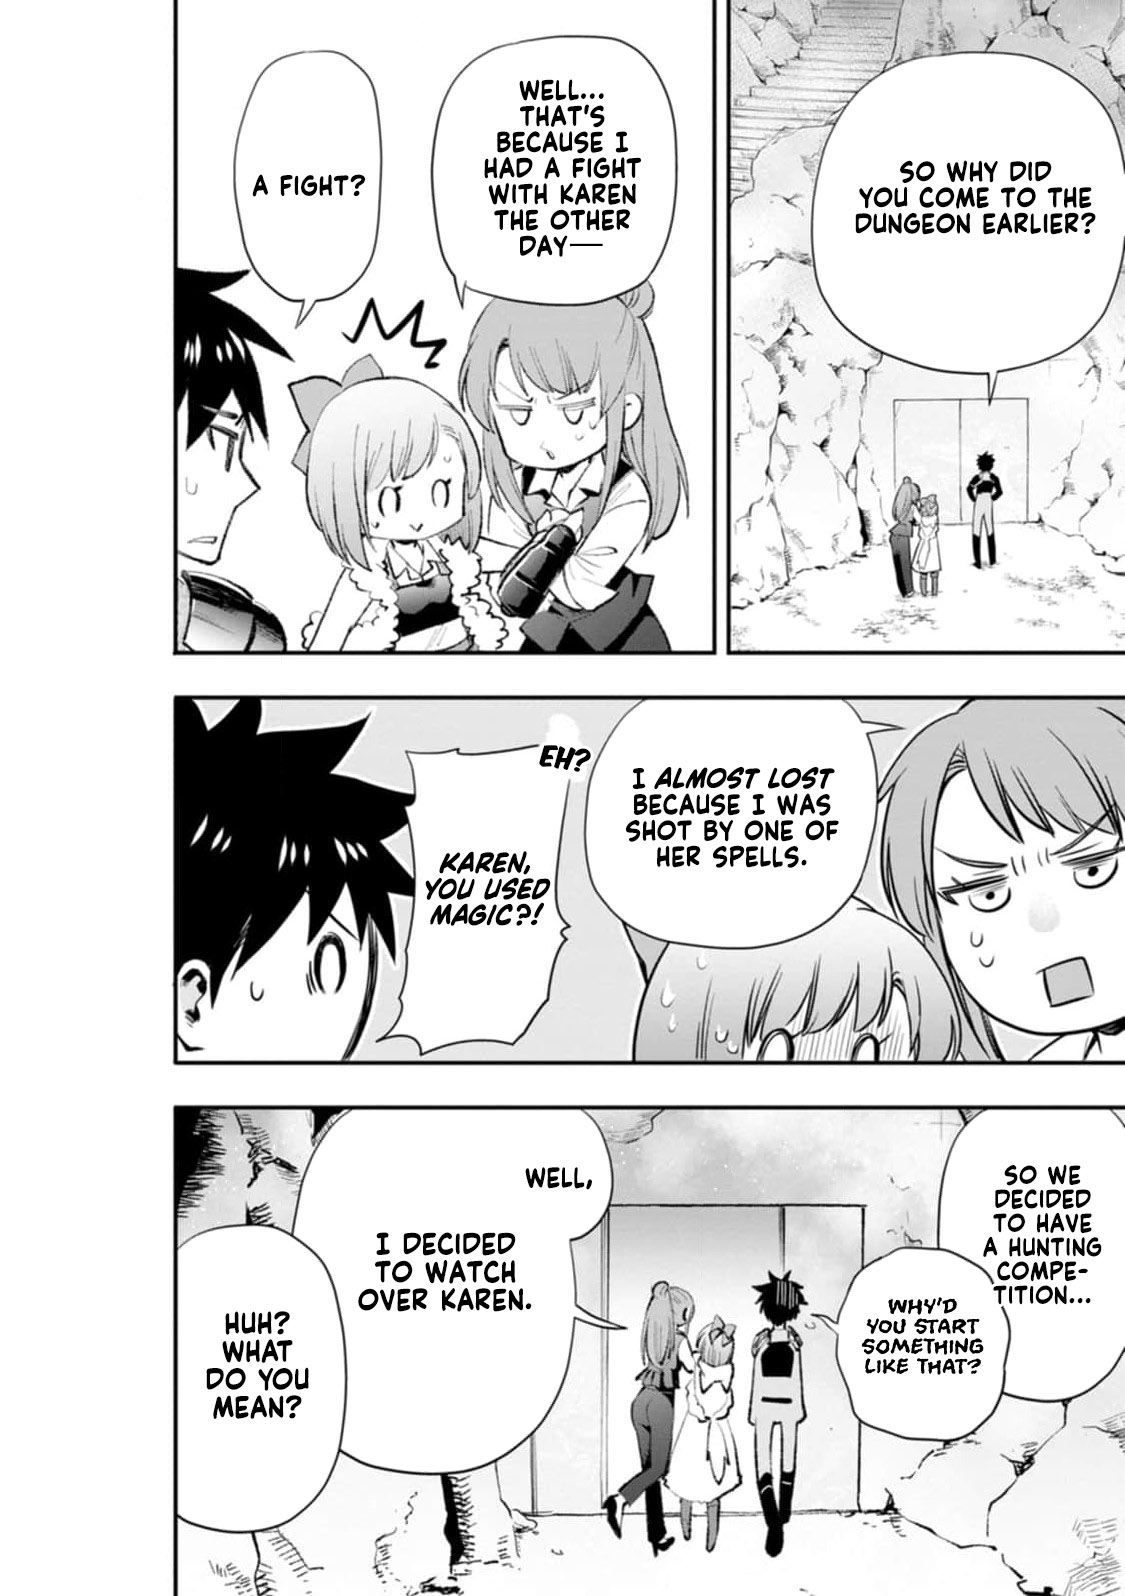 SO WHY DID
YOU COME TO THE
DUNGEON EARLIER?
WELL...
THAT'S
BECAUSE I
HAD A FIGHT
WITH KAREN
THE OTHER
DAY—
A FIGHT?
I ALMOST LOST
BECAUSE I WAS
SHOT BY ONE OF
HER SPELLS.
EH?
KAREN,
YOU USED
MAGIC?!
SO WE
DECIDED
TO HAVE
A HUNTING
COMPE-
TITION...
WHY'D
YOU START
SOMETHING
LIKE THAT?
WELL,
I DECIDED
TO WATCH
OVER KAREN.
HUH?
WHAT
DO YOU
MEAN?